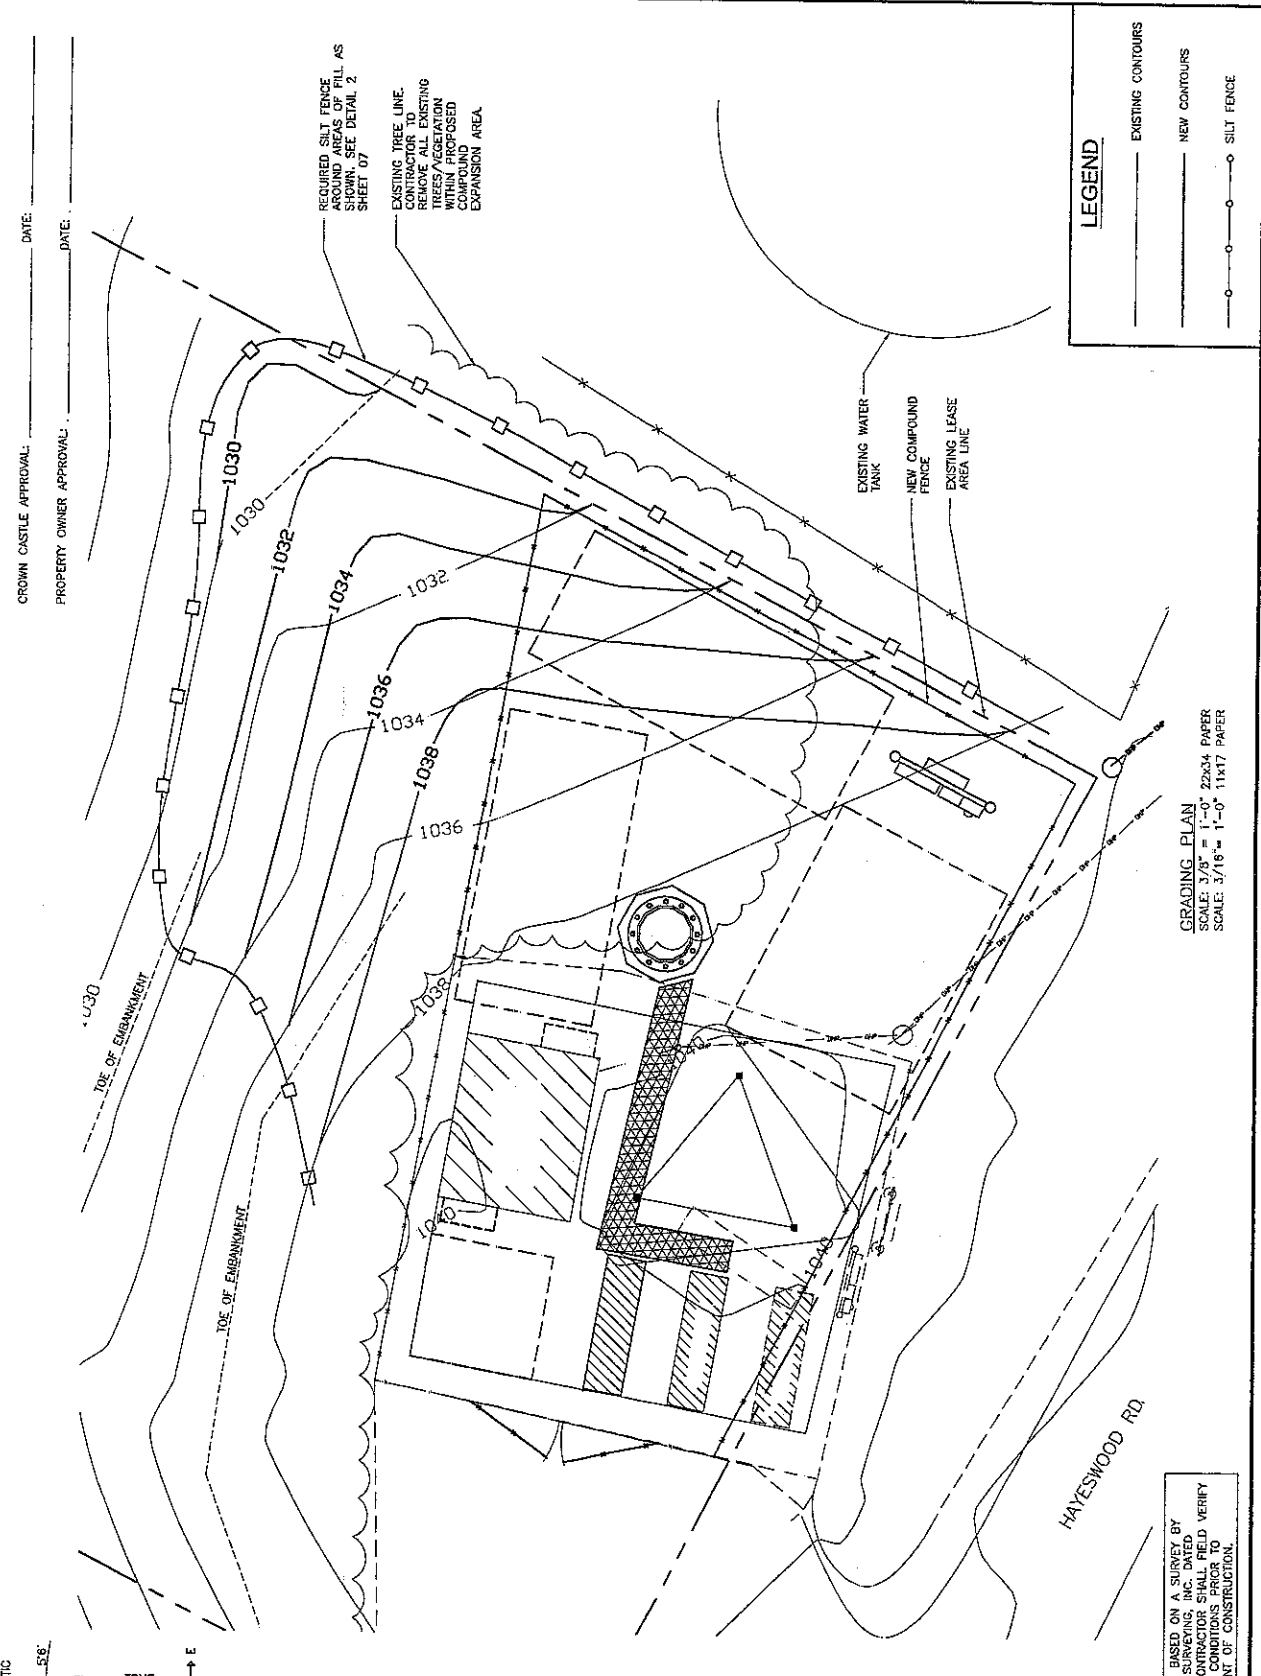 CROWN CASTLE APPROVAL: DATE:
PROPERTY OWNER APPROVAL: DATE:
REQUIRED SILT FENCE
AROUND AREAS OF FILL AS
SHOWN. SEE DETAIL 2
SHEET 07
EXISTING TREE LINE.
CONTRACTOR TO
REMOVE ALL EXISTING
TREES/VEGETATION
WITHIN PROPOSED
COMPOUND
EXPANSION AREA.
EXISTING WATER
TANK
NEW COMPOUND
FENCE
EXISTING LEASE
AREA LINE
LEGEND
EXISTING CONTOURS
NEW CONTOURS
SILT FENCE
1030
1030
1032
1032
1034
1034
1036
1036
1038
1038
1040
1040
1040
TOE OF EMBANKMENT
TOE OF EMBANKMENT
HAYESWOOD RD.
GRADING PLAN
SCALE: 3/8" = 1'-0" 22x34 PAPER
SCALE: 3/16" = 1'-0" 11x17 PAPER
BASED ON A SURVEY BY
SURVEYING, INC. DATED
CONDITIONS PRIOR TO
OF CONSTRUCTION.
SHALL FIELD VERIFY
E